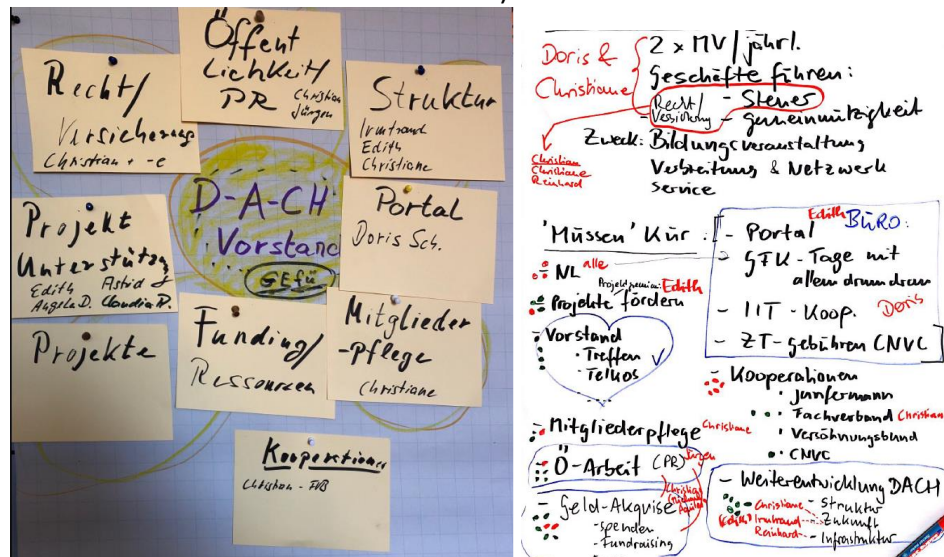 Öffent
lichkeit/
PR
Christian
Jürgen
Recht/
Versicherung
Christian + -e
Struktur
Irmtraud
Edith
Christiane
D-A-CH
Vorstand
GEfü
Portal
Doris Sch.
Projekt
Unterstützg
Edith Astrid
Angela D. Claudia R.
Projekte
Funding/
Ressourcen
Mitglieder
-pflege
Christiane
Kooperationen
Christian - FVB
Doris &
Christiane
2 x MV / jährl.
Geschäfte führen:
Recht/
- Versicherung
- Steuer
- gemeinnützigkeit
Christian
Christiane
Reinhard
Zweck: Bildungsveranstaltung
Verbreitung & Netzwerk
Service
'Müssen' Kür:
- NL alle
Edith
- Projekte fördern
- Vorstand
· Treffen
· Telkos
- Mitgliederpflege Christiane
- Ö-Arbeit (PR) Jürgen
Christian
- Geld-Akquise
- Spenden
- Fundraising
- Portal Edith BÜRO:
- GFK-Tage mit
allem drum dran
- IIT-Koop. Doris
- ZT-gebühren CNVC
- Kooperationen
· Junfermann
· Fachverband Christian
· Versöhnungsbund
· CNVC
- Weiterentwicklung DACH
Christiane - Struktur
Edith? Irmtraud - Zukunft
Reinhard - Infrastruktur